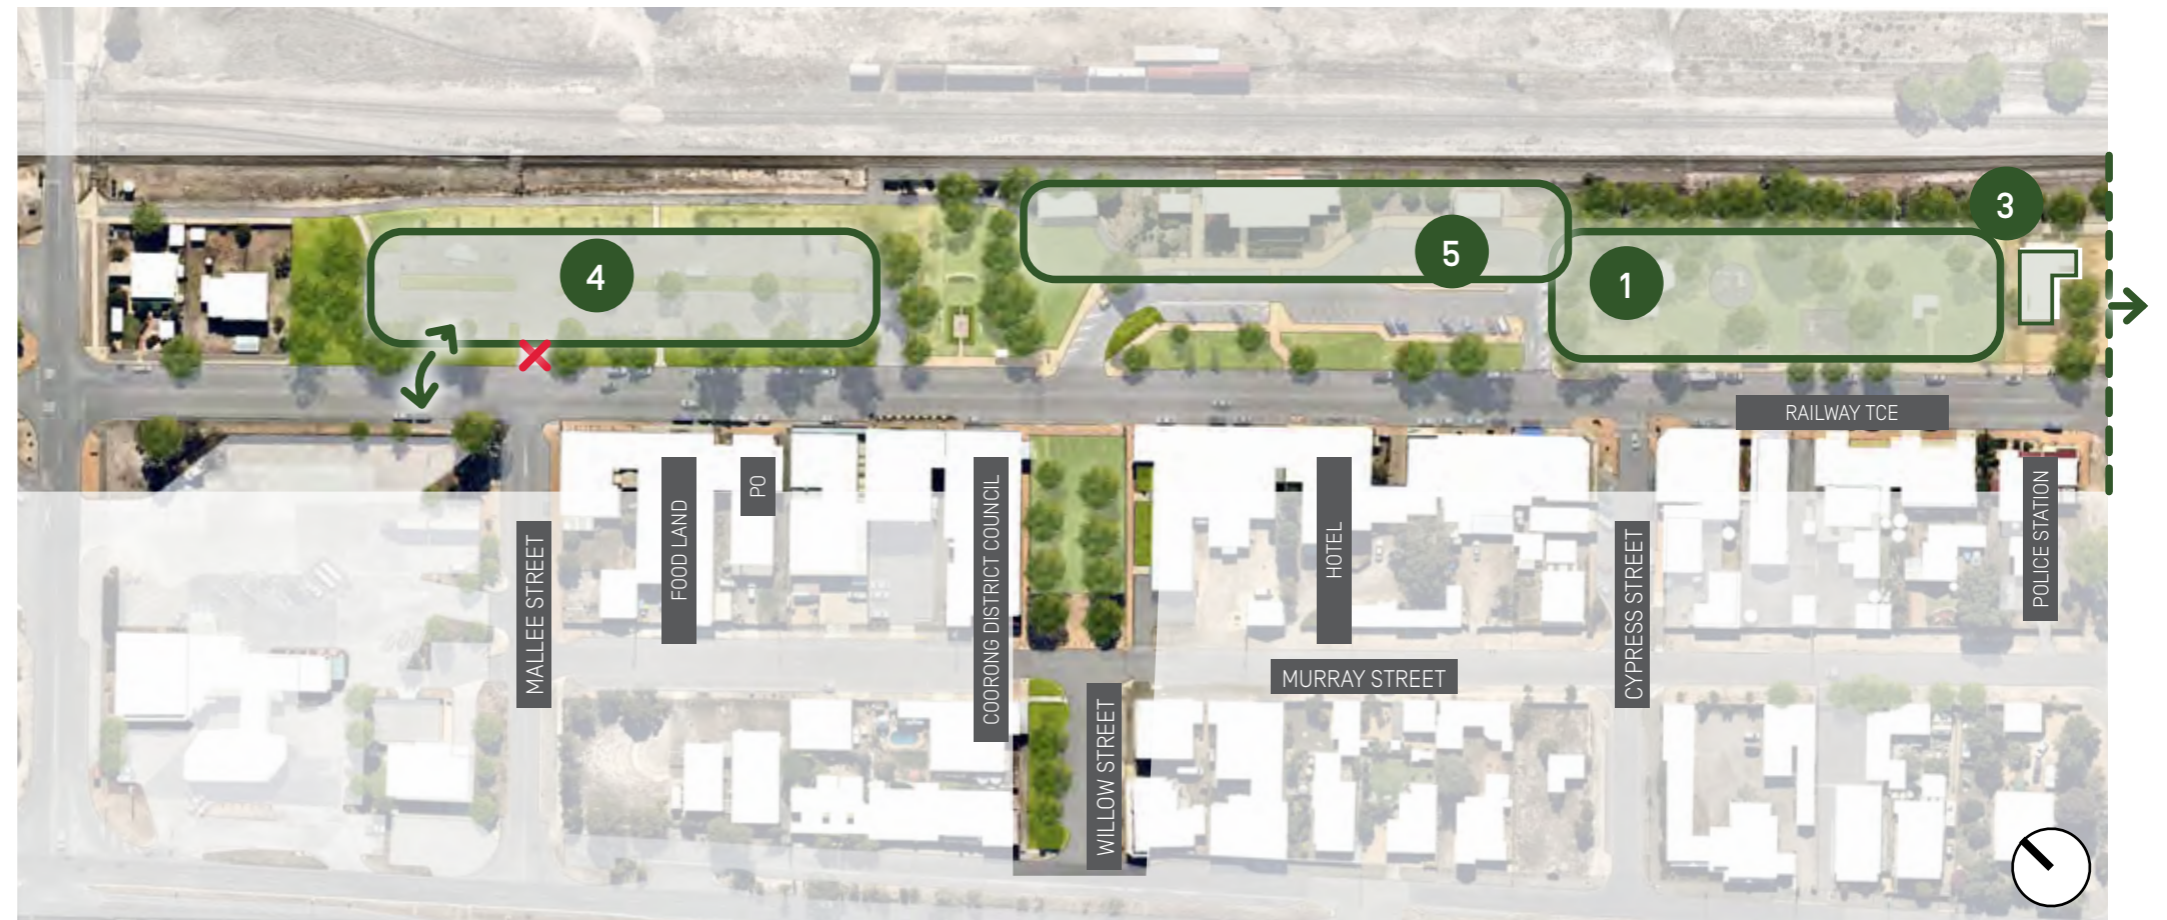 3
5
4
1
RAILWAY TCE
PO
FOOD LAND
COORONG DISTRICT COUNCIL
HOTEL
POLICE STATION
MALLEE STREET
CYPRESS STREET
MURRAY STREET
WILLOW STREET